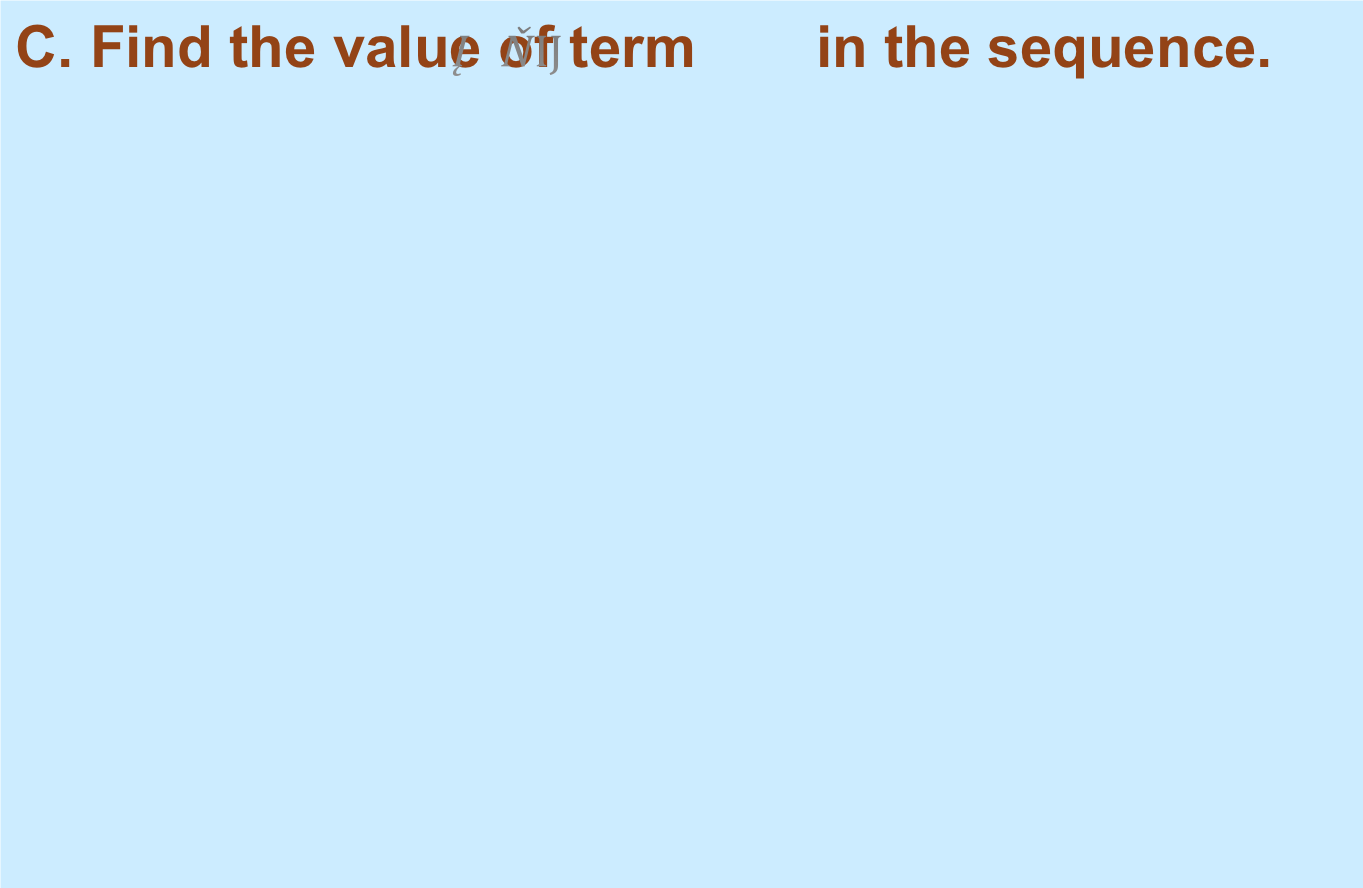 C. Find the value of term in the sequence.